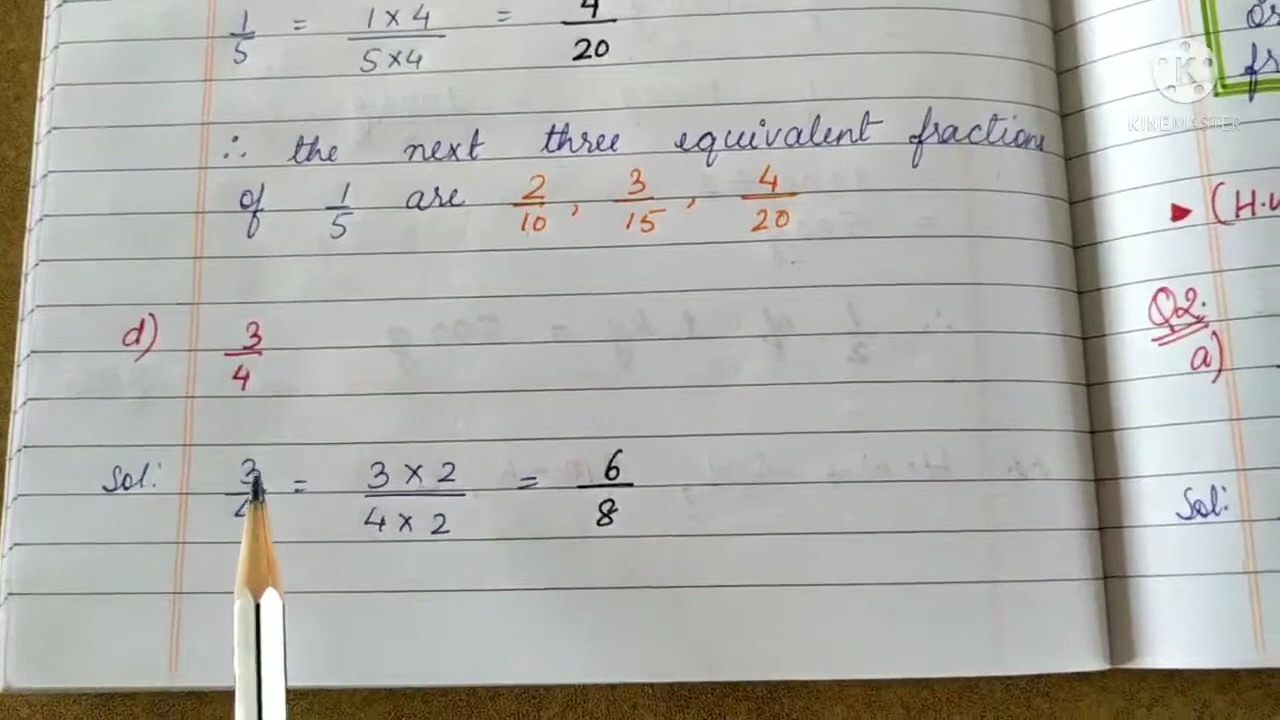 1/5 = 1 × 4 / 5 × 4 = 4/20
∴ the next three equivalent fractions
of 1/5 are 2/10, 3/15, 4/20
d) 3/4
Sol: 3/4 = 3 × 2 / 4 × 2 = 6/8
KINEMASTER
Q2.
a)
Sol: